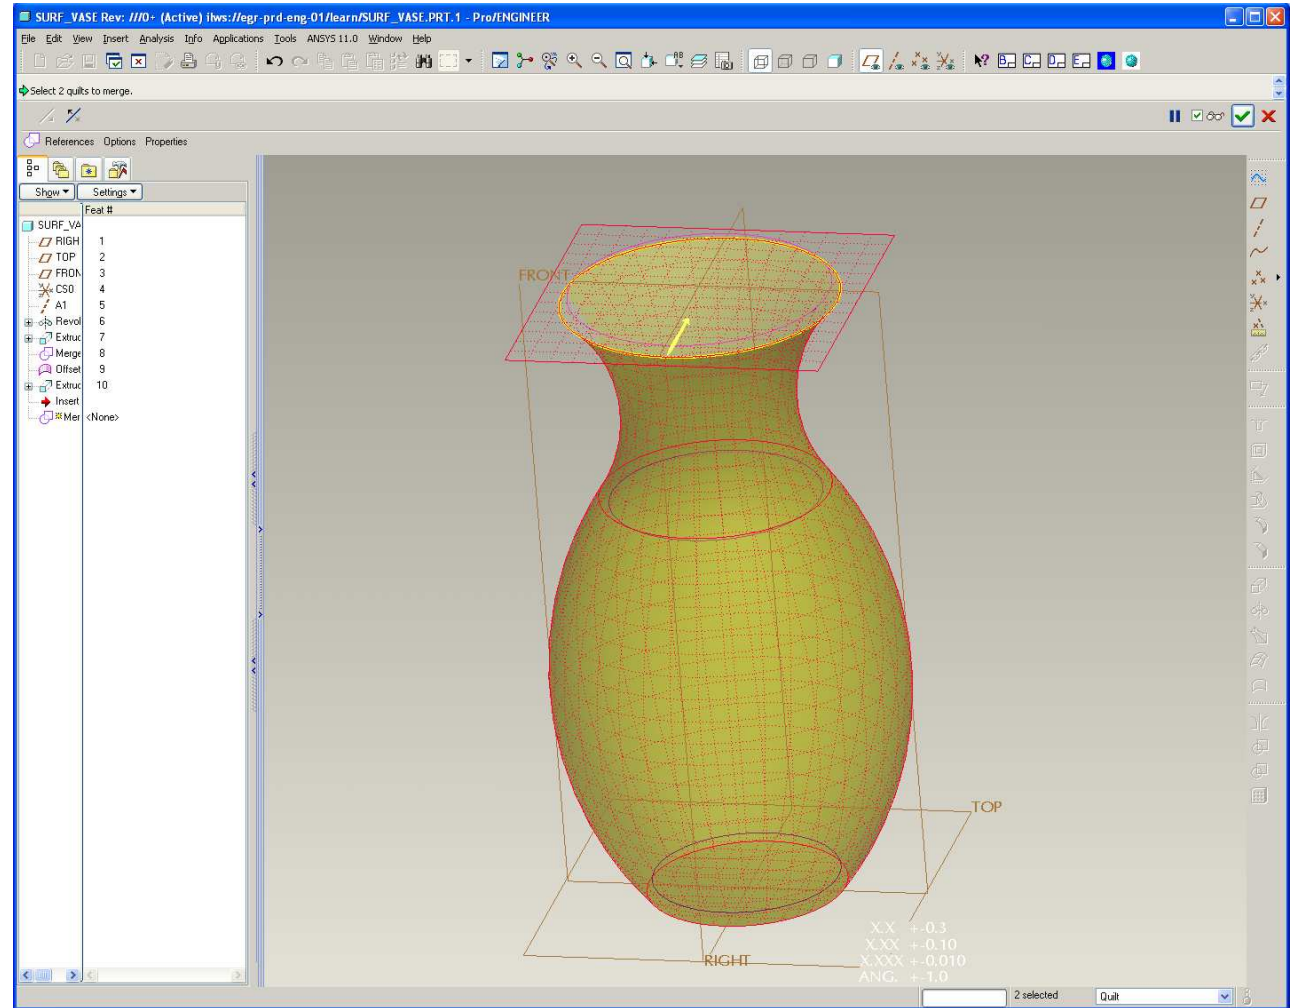 SURF_VASE Rev: ///0+ (Active) ilws://egr-prd-eng-01/learn/SURF_VASE.PRT.1 - Pro/ENGINEER
File Edit View Insert Analysis Info Applications Tools ANSYS 11.0 Window Help
Select 2 quilts to merge.
References Options Properties
Show Settings
Feat #
SURF_VA
RIGH 1
TOP 2
FRON 3
CS0 4
A1 5
Revol 6
Extruc 7
Merge 8
Offset 9
Extruc 10
Insert
Mer <None>
FRONT
TOP
RIGHT
X.X +-0.3
X.XX +-0.10
X.XXX +-0.010
ANG. +-1.0
2 selected Quilt